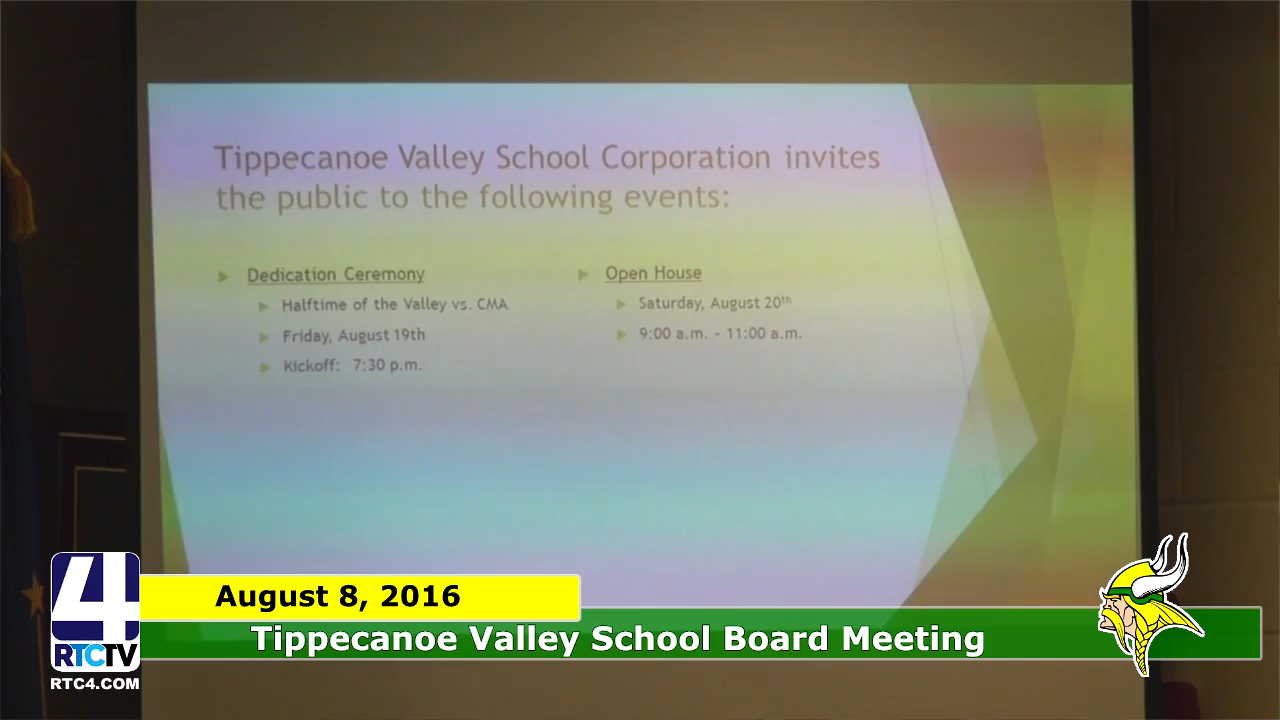 Tippecanoe Valley School Corporation invites
the public to the following events:
Dedication Ceremony
Halftime of the Valley vs. CMA
Friday, August 19th
Kickoff: 7:30 p.m.
Open House
Saturday, August 20th
9:00 a.m. - 11:00 a.m.
4
RTCTV
RTC4.COM
August 8, 2016
Tippecanoe Valley School Board Meeting